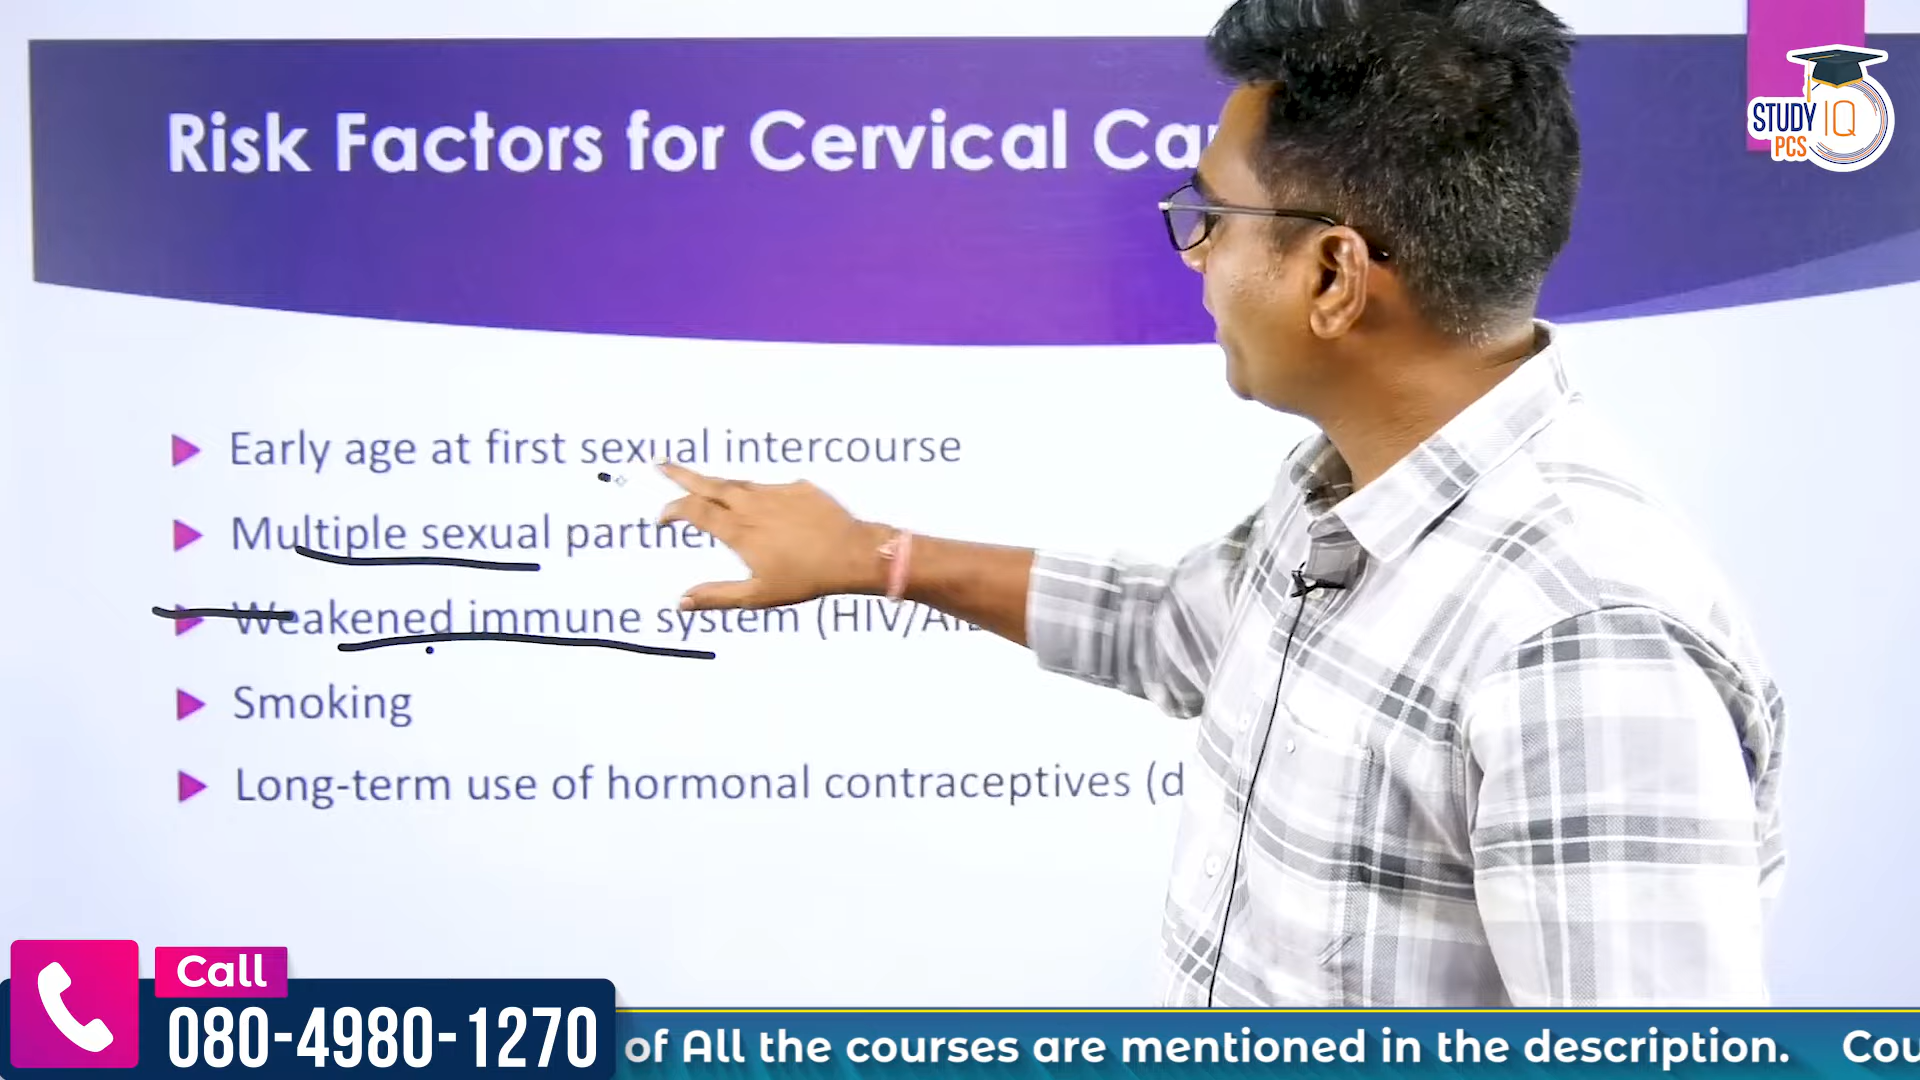 Risk Factors for Cervical Ca
STUDY IQ
PCS
Early age at first sexual intercourse
Multiple sexual partne
Weakened immune system (HIV/AI
Smoking
Long-term use of hormonal contraceptives (d
Call
080-4980-1270
of All the courses are mentioned in the description. Cou